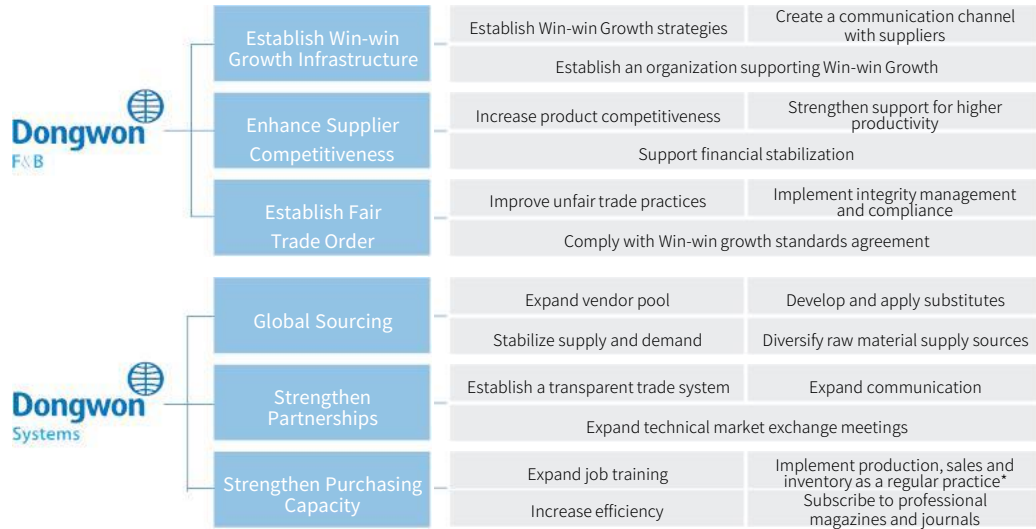 Dongwon
F&B
Establish Win-win
Growth Infrastructure
Establish Win-win Growth strategies
Create a communication channel
with suppliers
Establish an organization supporting Win-win Growth
Enhance Supplier
Competitiveness
Increase product competitiveness
Strengthen support for higher
productivity
Support financial stabilization
Establish Fair
Trade Order
Improve unfair trade practices
Implement integrity management
and compliance
Comply with Win-win growth standards agreement
Dongwon
Systems
Global Sourcing
Expand vendor pool
Develop and apply substitutes
Stabilize supply and demand
Diversify raw material supply sources
Strengthen
Partnerships
Establish a transparent trade system
Expand communication
Expand technical market exchange meetings
Strengthen Purchasing
Capacity
Expand job training
Implement production, sales and
inventory as a regular practice*
Increase efficiency
Subscribe to professional
magazines and journals